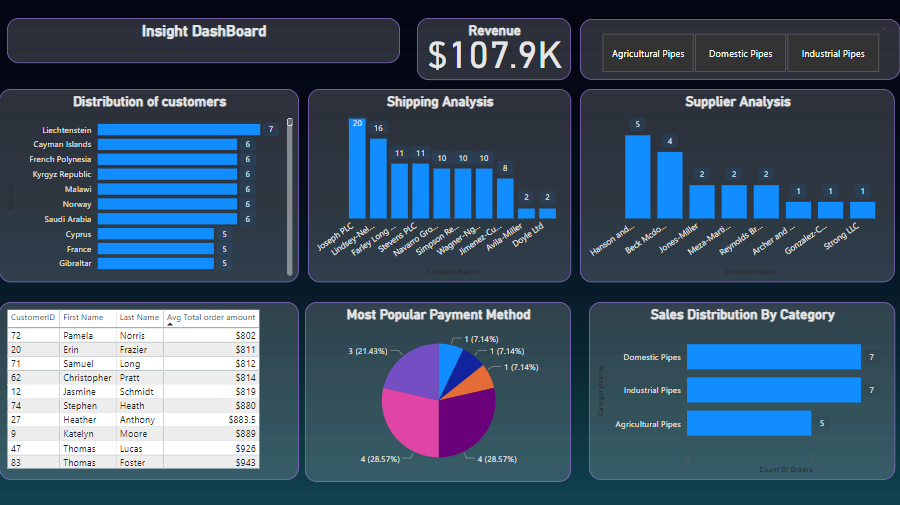 Insight DashBoard
Revenue
$107.9K
Agricultural Pipes
Domestic Pipes
Industrial Pipes
Distribution of customers
Liechtenstein 7
Cayman Islands 6
French Polynesia 6
Kyrgyz Republic 6
Malawi 6
Norway 6
Saudi Arabia 6
Cyprus 5
France 5
Gibraltar 5
Country
Shipping Analysis
20 16 11 11 10 10 10 8 2 2
Joseph PLC
Lindsey-Nel...
Farley Long ...
Stevens PLC
Navarro Gro...
Simpson Re...
Wagner-Ng...
Jimenez-Cu...
Avila-Miller
Doyle Ltd
CompanyName
Supplier Analysis
5 4 2 2 2 1 1 1
Hanson and...
Beck Mcdo...
Jones-Miller
Meza-Marti...
Reynolds Br...
Archer and ...
Gonzalez-C...
Strong LLC
CompanyName
CustomerID First Name Last Name Avg Total order amount
72 Pamela Norris $802
20 Erin Frazier $811
71 Samuel Long $812
62 Christopher Pratt $814
12 Jasmine Schmidt $819
74 Stephen Heath $880
27 Heather Anthony $883.5
9 Katelyn Moore $889
47 Thomas Lucas $926
83 Thomas Foster $943
Most Popular Payment Method
1 (7.14%)
1 (7.14%)
1 (7.14%)
3 (21.43%)
4 (28.57%)
4 (28.57%)
Sales Distribution By Category
Domestic Pipes 7
Industrial Pipes 7
Agricultural Pipes 5
CategoryName
Count Of Orders